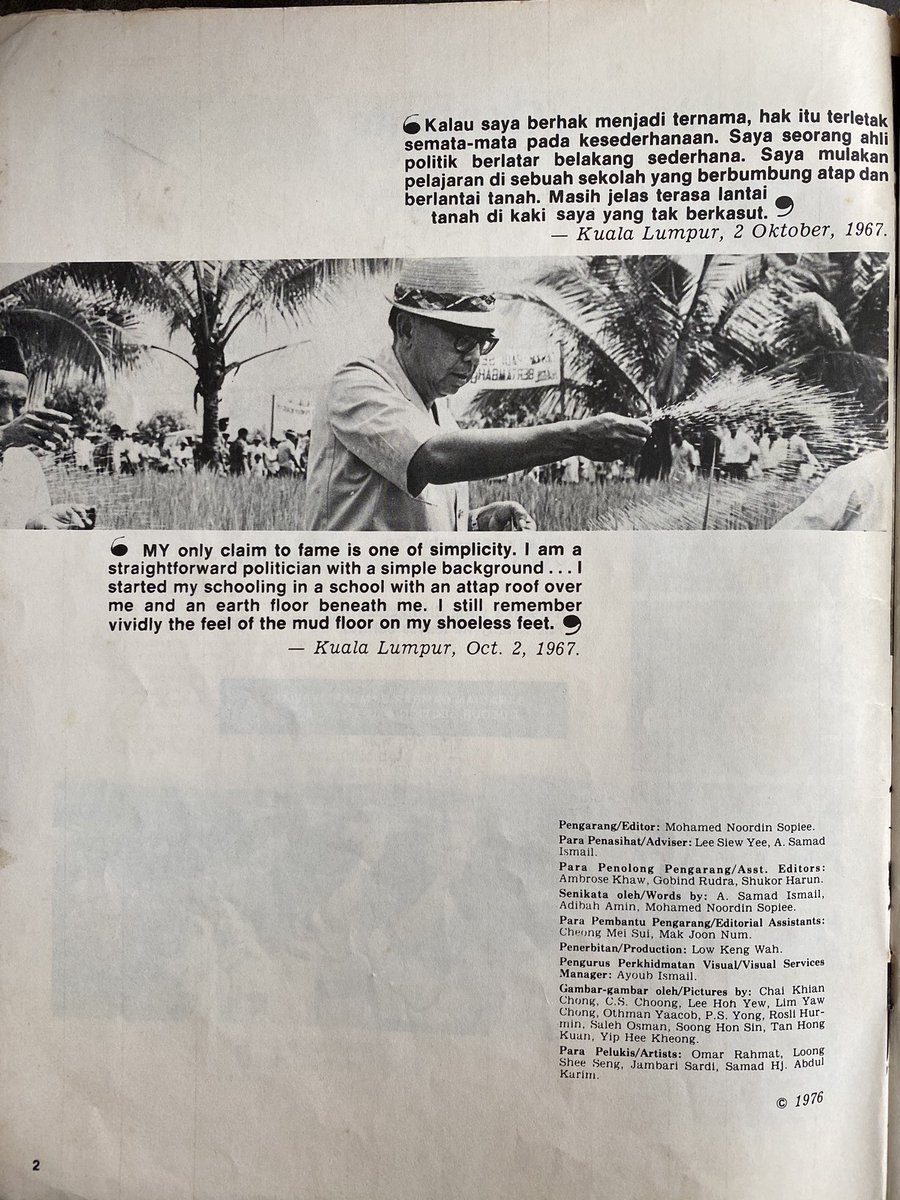 Kalau saya berhak menjadi ternama, hak itu terletak
semata-mata pada kesederhanaan. Saya seorang ahli
politik berlatar belakang sederhana. Saya mulakan
pelajaran di sebuah sekolah yang berbumbung atap dan
berlantai tanah. Masih jelas terasa lantai
tanah di kaki saya yang tak berkasut.
— Kuala Lumpur, 2 Oktober, 1967.
MY only claim to fame is one of simplicity. I am a
straightforward politician with a simple background . . . I
started my schooling in a school with an attap roof over
me and an earth floor beneath me. I still remember
vividly the feel of the mud floor on my shoeless feet.
— Kuala Lumpur, Oct. 2, 1967.
Pengarang/Editor: Mohamed Noordin Sopiee.
Para Penasihat/Adviser: Lee Siew Yee, A. Samad
Ismail.
Para Penolong Pengarang/Asst. Editors:
Ambrose Khaw, Gobind Rudra, Shukor Harun.
Senikata oleh/Words by: A. Samad Ismail,
Adibah Amin, Mohamed Noordin Sopiee.
Para Pembantu Pengarang/Editorial Assistants:
Cheong Mei Sui, Mak Joon Num.
Penerbitan/Production: Low Keng Wah.
Pengurus Perkhidmatan Visual/Visual Services
Manager: Ayoub Ismail.
Gambar-gambar oleh/Pictures by: Chai Khian
Chong, C.S. Choong, Lee Hoh Yew, Lim Yaw
Chong, Othman Yaacob, P.S. Yong, Rosli Hur-
min, Saleh Osman, Soong Hon Sin, Tan Hong
Kuan, Yip Hee Kheong.
Para Pelukis/Artists: Omar Rahmat, Loong
Shee Seng, Jambari Sardi, Samad Hj. Abdul
Karim.
© 1976
2